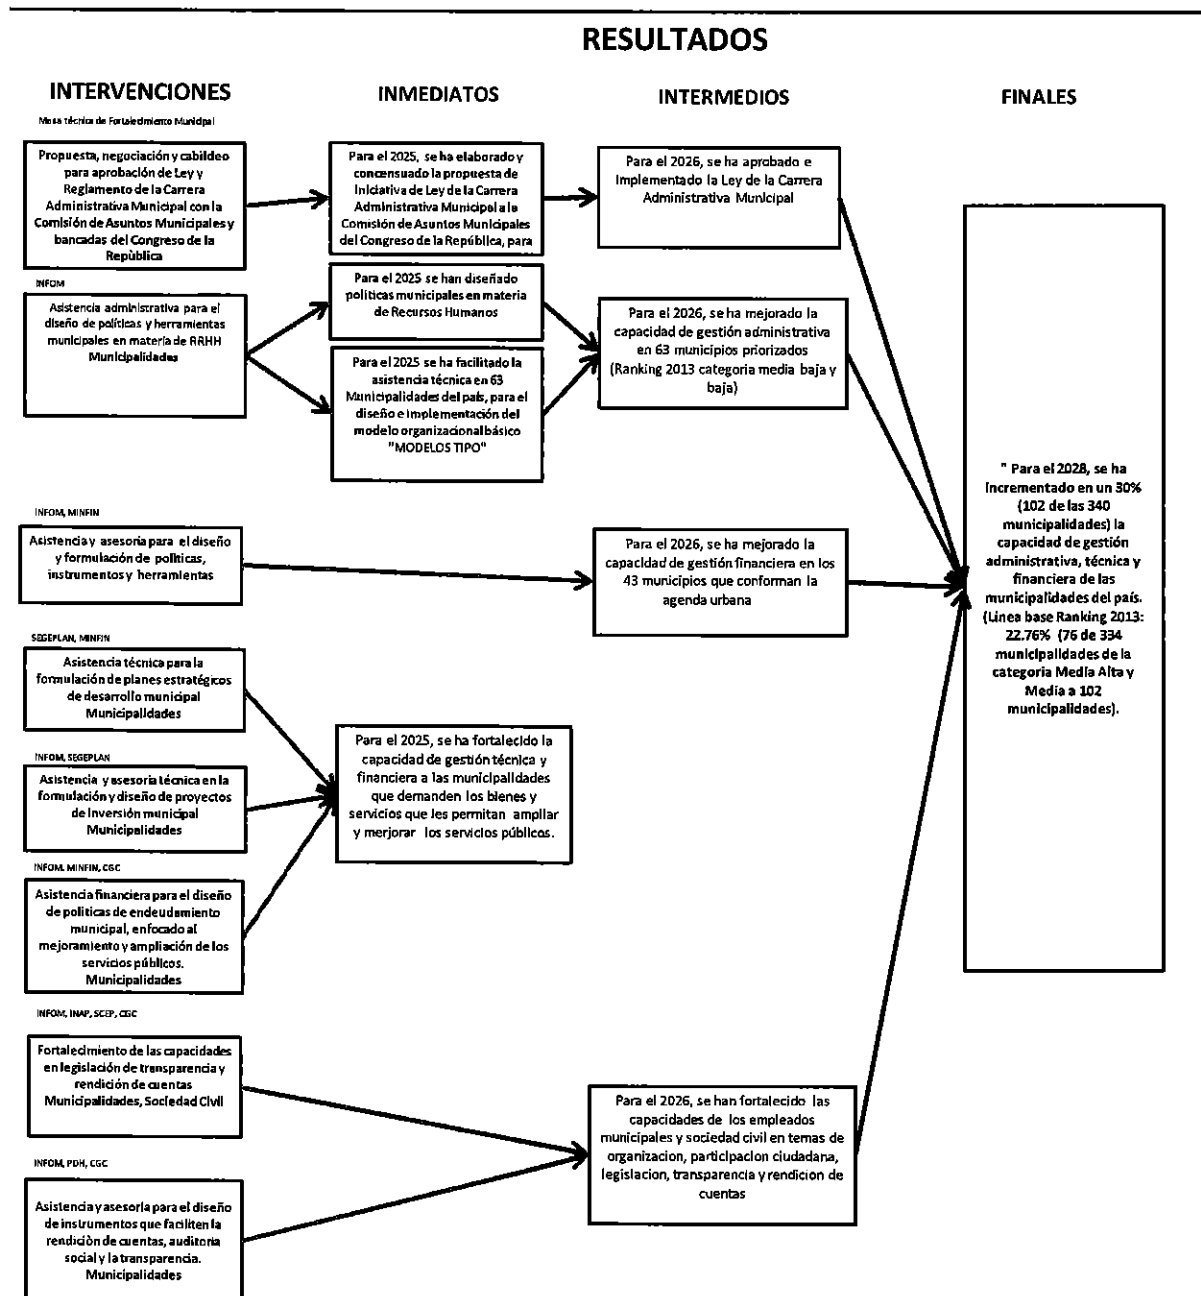 RESULTADOS
INTERVENCIONES
INMEDIATOS
INTERMEDIOS
FINALES
Mesa técnica de Fortalecimiento Municipal
Propuesta, negociación y cabildeo
para aprobación de Ley y
Reglamento de la Carrera
Administrativa Municipal con la
Comisión de Asuntos Municipales y
bancadas del Congreso de la
Repùblica
Para el 2025, se ha elaborado y
concensuado la propuesta de
Iniciativa de Ley de la Carrera
Administrativa Municipal a la
Comisión de Asuntos Municipales
del Congreso de la República, para
Para el 2026, se ha aprobado e
Implementado la Ley de la Carrera
Administrativa Municipal
INFOM
Asistencia administrativa para el
diseño de políticas y herramientas
municipales en matería de RRHH
Municipalidades
Para el 2025 se han diseñado
politicas municipales en materia
de Recursos Humanos
Para el 2025 se ha facilitado la
asistencia técnica en 63
Municipalidades del país, para el
diseño e implementación del
modelo organizacional básico
"MODELOS TIPO"
Para el 2026, se ha mejorado la
capacidad de gestión administrativa
en 63 municipios priorizados
(Ranking 2013 categoria media baja y
baja)
INFOM, MINFIN
Asistencia y asesoría para el diseño
y formulación de politicas,
instrumentos y herramientas
Para el 2026, se ha mejorado la
capacidad de gestión financiera en los
43 municipios que conforman la
agenda urbana
SEGEPLAN, MINFIN
Asistencia técnica para la
formulación de planes estratégicos
de desarrollo municipal
Municipalidades
INFOM, SEGEPLAN
Asistencia y asesoría técnica en la
formulación y diseño de proyectos
de Inversión municipal
Municipalidades
INFOM, MINFIN, CGC
Asistencia financiera para el diseño
de politicas de endeudamiento
municipal, enfocado al
mejoramiento y ampliación de los
servicios públicos.
Municipalidades
Para el 2025, se ha fortalecido la
capacidad de gestión técnica y
financiera a las municipalidades
que demanden los bienes y
servicios que les permitan ampliar
y merjorar los servicios públicos.
INFOM, INAP, SCEP, CGC
Fortalecimiento de las capacidades
en legislación de transparencia y
rendición de cuentas
Municipalidades, Sociedad Civil
INFOM, PDH, CGC
Asistencia y asesoría para el diseño
de instrumentos que faciliten la
rendición de cuentas, auditoria
social y la transparencia.
Municipalidades
Para el 2026, se han fortalecido las
capacidades de los empleados
municipales y sociedad civil en temas de
organización, participacion ciudadana,
legislacion, transparencia y rendicion de
cuentas
" Para el 2028, se ha
incrementado en un 30%
(102 de las 340
municipalidades) la
capacidad de gestión
administrativa, técnica y
financiera de las
municipalidades del país.
(Linea base Ranking 2013:
22.76% (76 de 334
municipalidades de la
categoria Media Alta y
Media a 102
municipalidades).